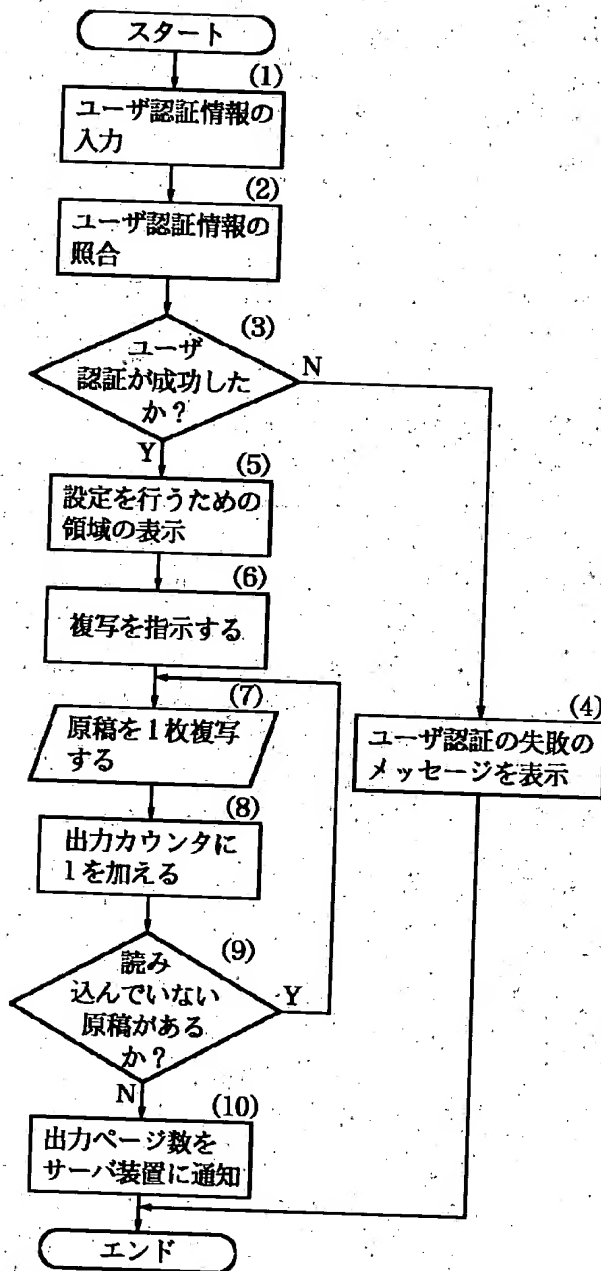 スタート
(1)
ユーザ認証情報の
入力
(2)
ユーザ認証情報の
照合
(3)
ユーザ
認証が成功した
か？
N
Y
(5)
設定を行うための
領域の表示
(6)
複写を指示する
(7)
原稿を1枚複写
する
(4)
ユーザ認証の失敗の
メッセージを表示
(8)
出力カウンタに
1を加える
(9)
読み
込んでいない
原稿がある
か？
Y
N
(10)
出力ページ数を
サーバ装置に通知
エンド